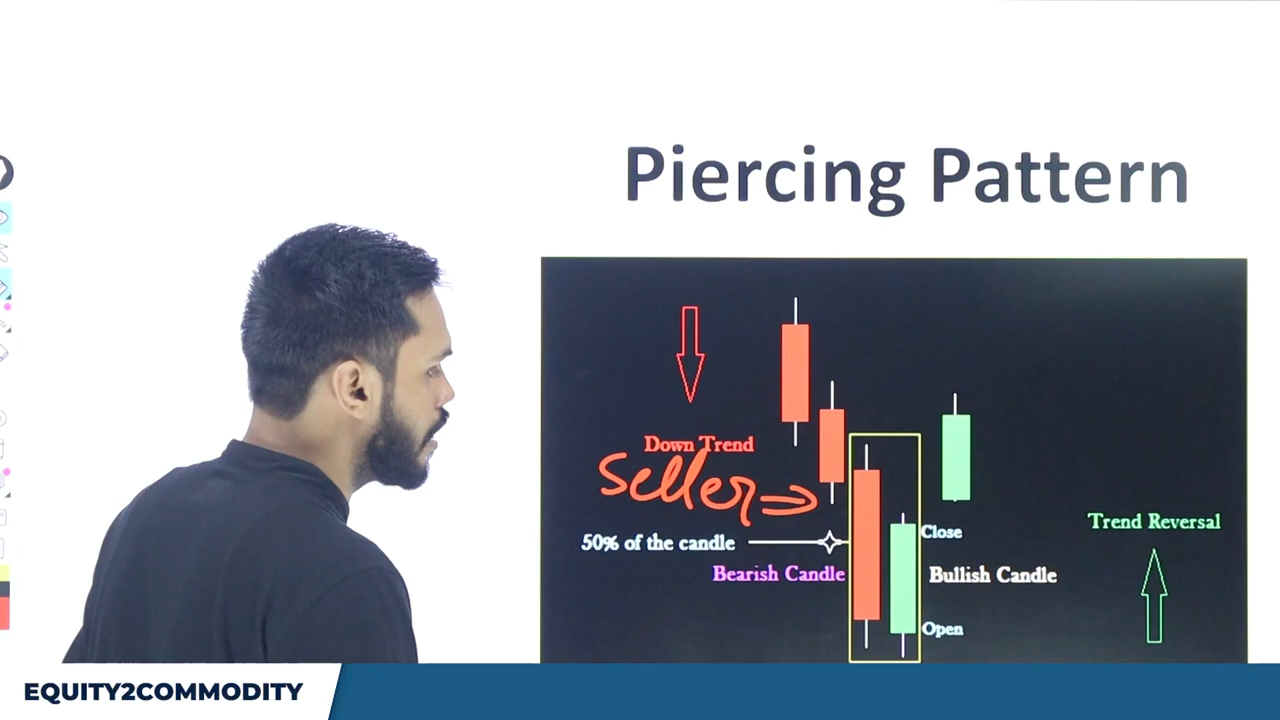 Piercing Pattern
Down Trend
Seller
50% of the candle
Close
Trend Reversal
Bearish Candle
Bullish Candle
Open
EQUITY2COMMODITY